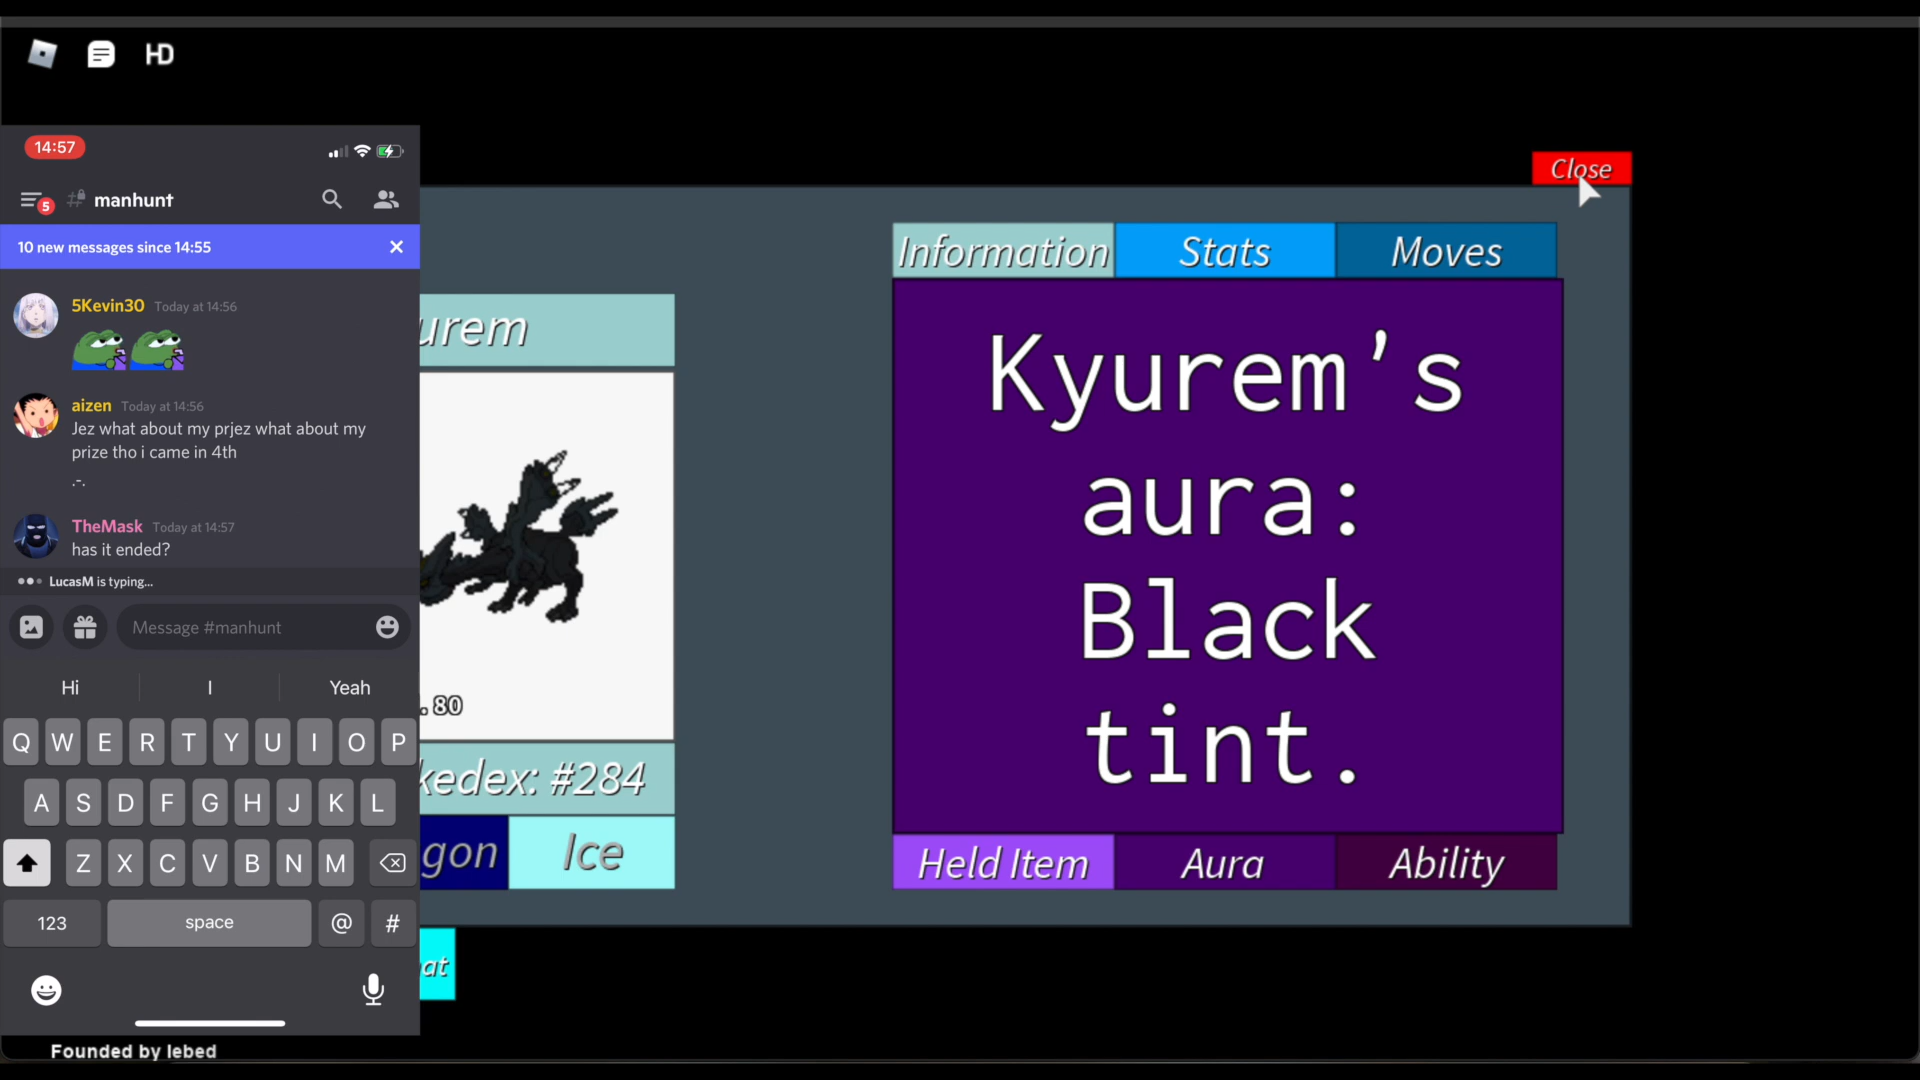 HD
14:57
5
manhunt
10 new messages since 14:55
5Kevin30 Today at 14:56
aizen Today at 14:56
Jez what about my prjez what about my
prize tho i came in 4th
.-.
TheMask Today at 14:57
has it ended?
LucasM is typing...
Message #manhunt
Hi I Yeah
Q W E R T Y U I O P
A S D F G H J K L
Z X C V B N M
123 space @ #
Founded by lebed
urem
.80
kedex: #284
gon Ice
at
Close
Information Stats Moves
Kyurem's
aura:
Black
tint.
Held Item Aura Ability